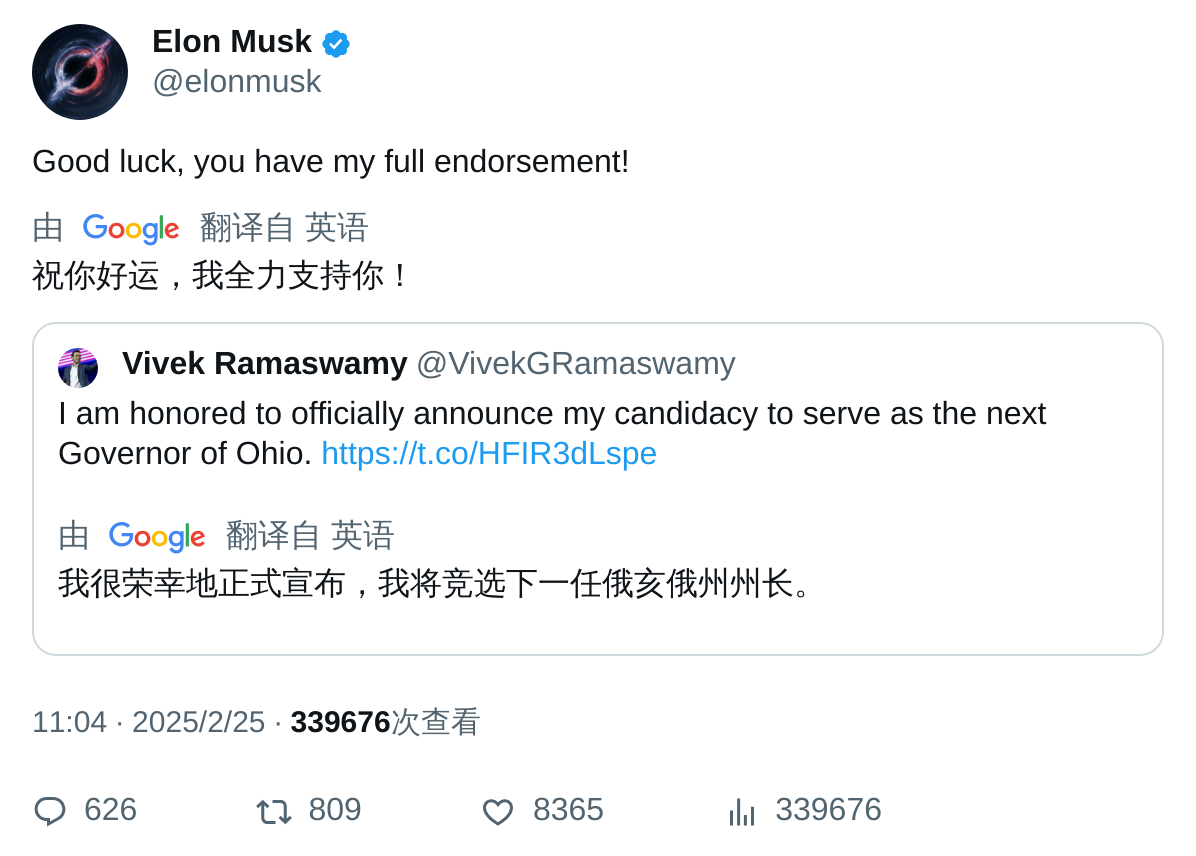 Elon Musk
@elonmusk
Good luck, you have my full endorsement!
由 Google 翻译自 英语
祝你好运，我全力支持你！
Vivek Ramaswamy @VivekGRamaswamy
I am honored to officially announce my candidacy to serve as the next
Governor of Ohio. https://t.co/HFIR3dLspe
由 Google 翻译自 英语
我很荣幸地正式宣布，我将竞选下一任俄亥俄州州长。
11:04 · 2025/2/25 · 339676次查看
626 809 8365 339676